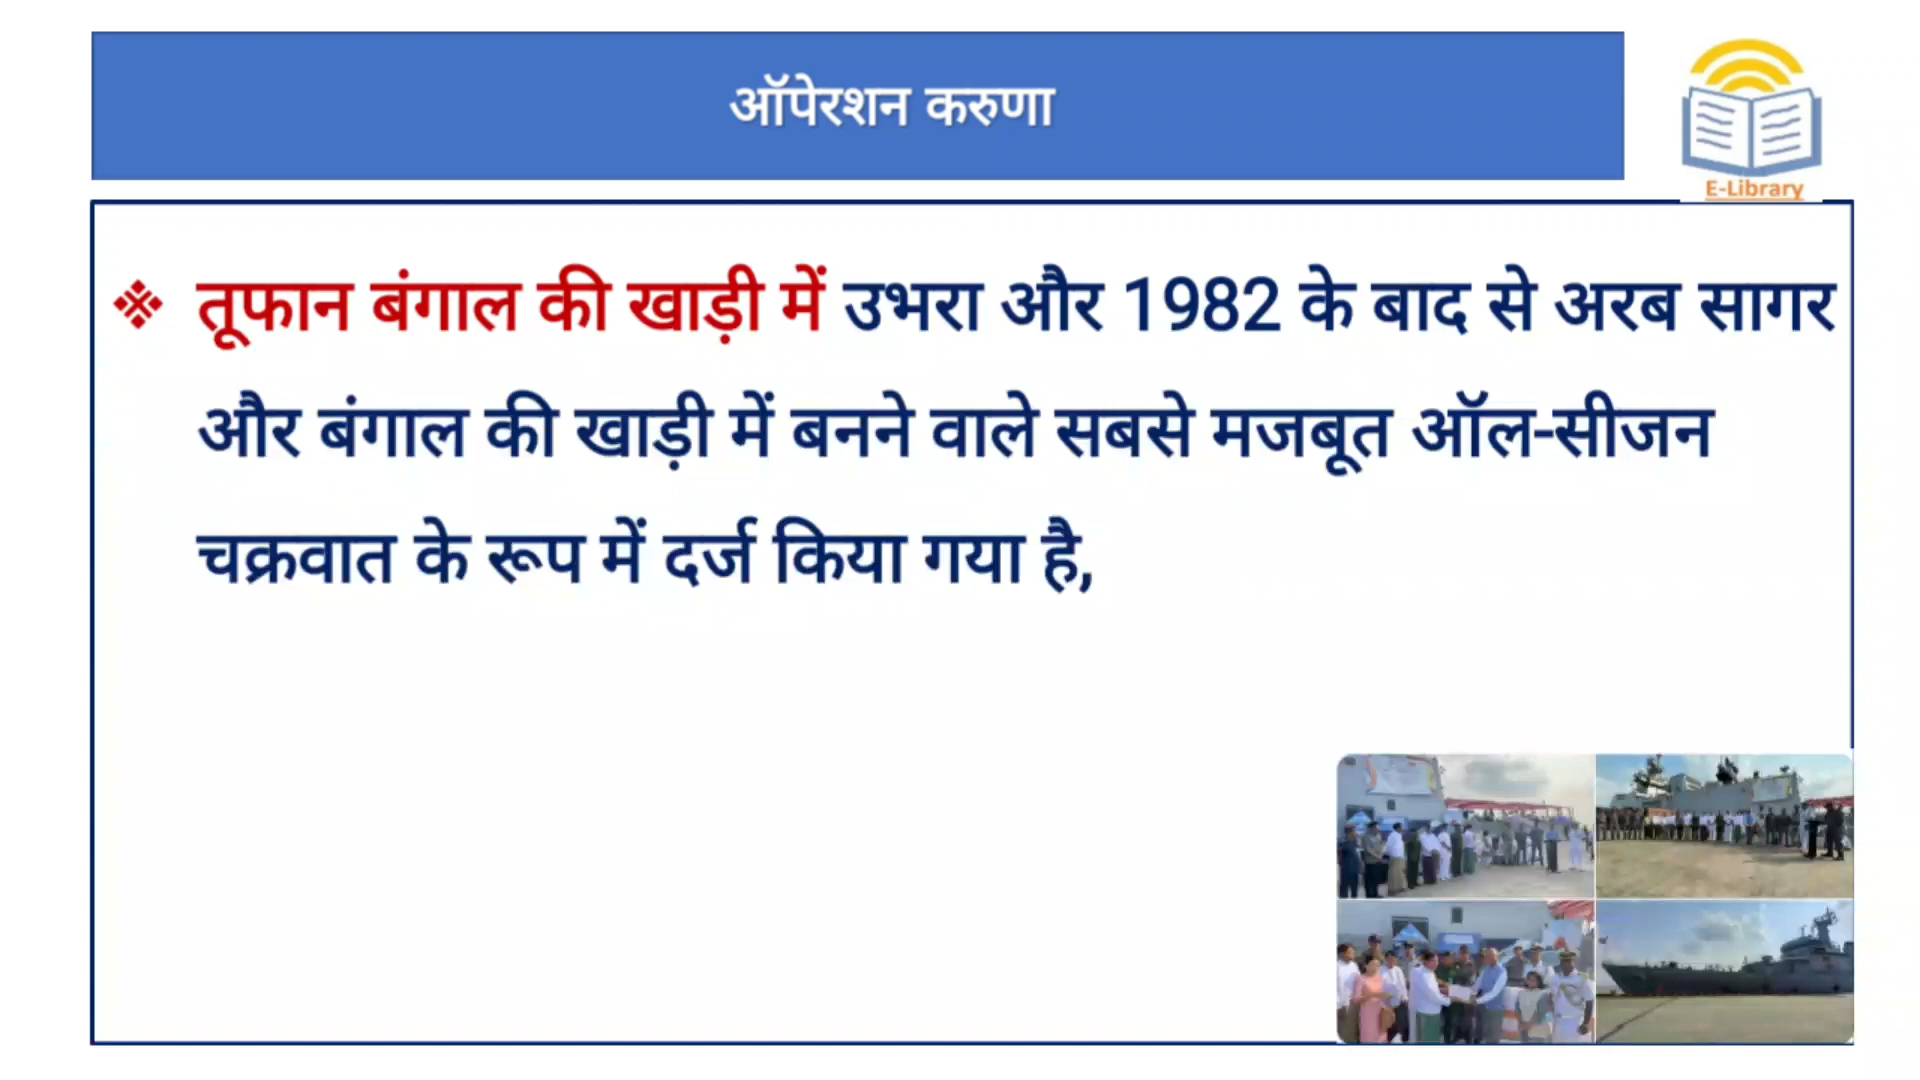 ऑपेरशन करुणा
E-Library
❖ तूफान बंगाल की खाड़ी में उभरा और 1982 के बाद से अरब सागर
और बंगाल की खाड़ी में बनने वाले सबसे मजबूत ऑल-सीजन
चक्रवात के रूप में दर्ज किया गया है,